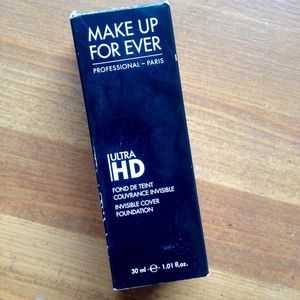 MAKE UP
FOR EVER
PROFESSIONAL – PARIS
ULTRA
HD
FOND DE TEINT
COUVRANCE INVISIBLE
INVISIBLE COVER
FOUNDATION
30 ml ℮ 1.01 fl.oz.